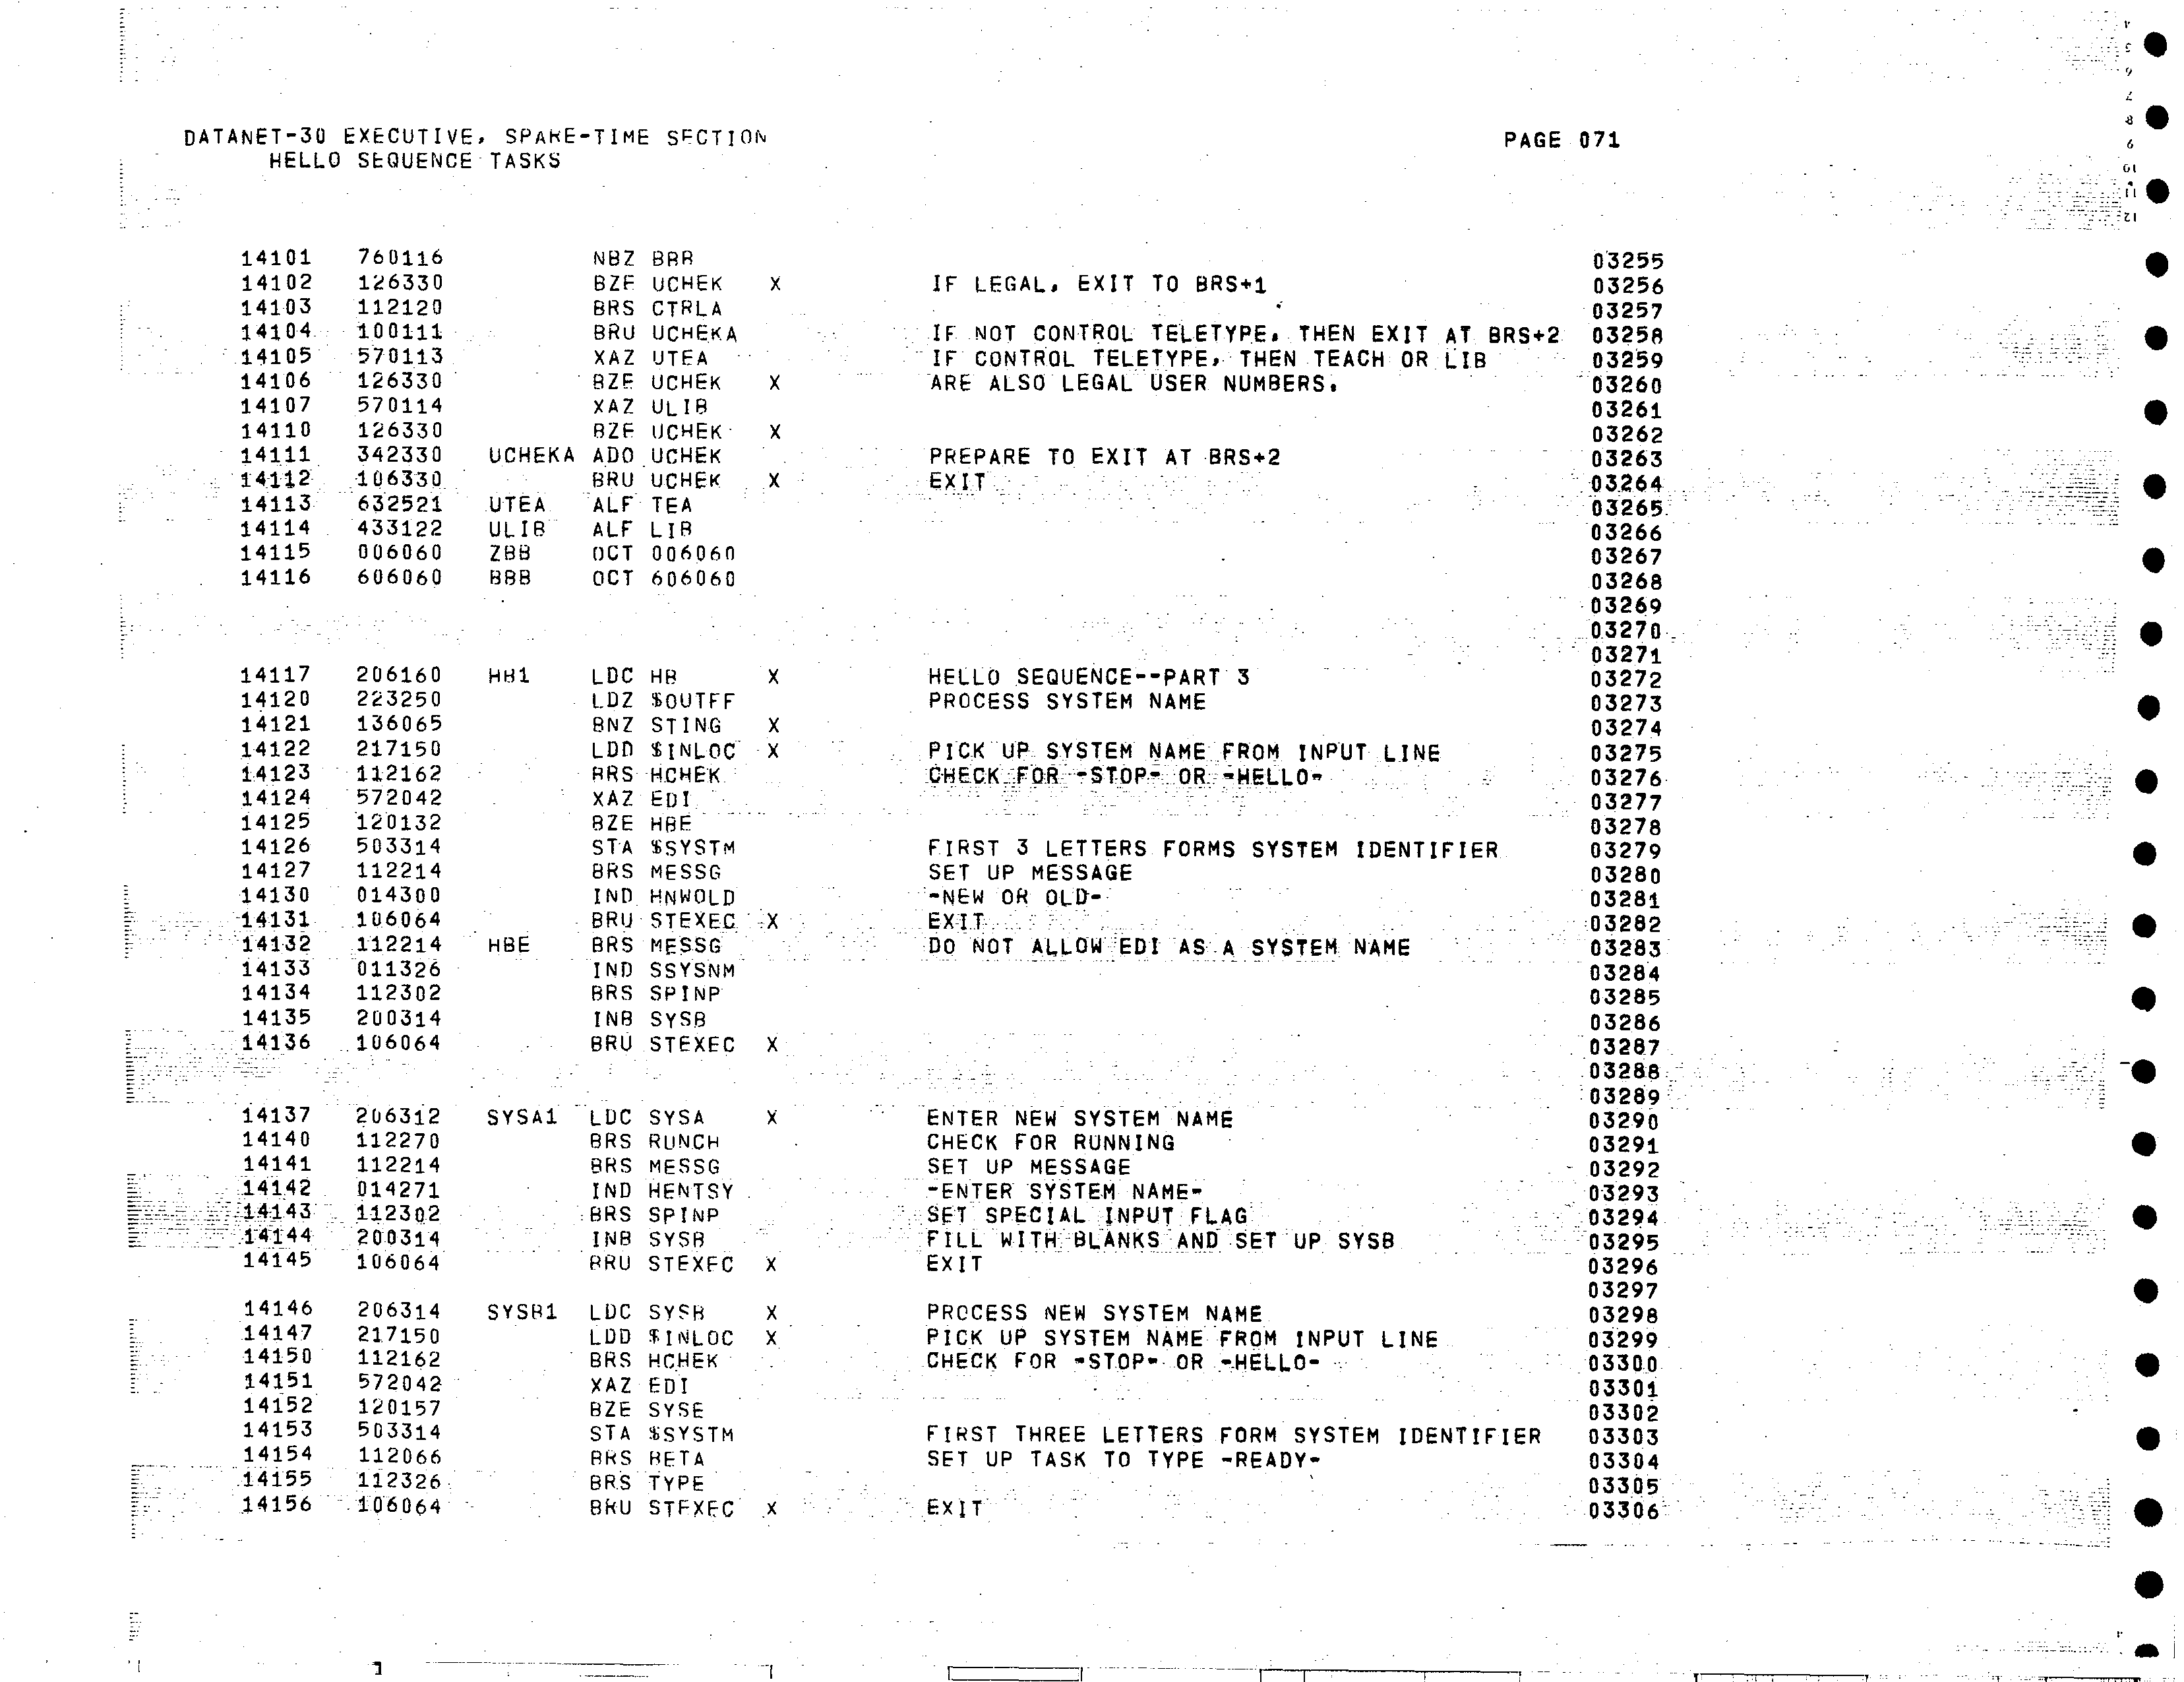 DATANET-30 EXECUTIVE, SPARE-TIME SECTION PAGE 071
HELLO SEQUENCE TASKS
14101 760116 NBZ BBB 03255
14102 126330 BZE UCHEK X IF LEGAL, EXIT TO BRS+1 03256
14103 112120 BRS CTRLA 03257
14104 100111 BRU UCHEKA IF NOT CONTROL TELETYPE, THEN EXIT AT BRS+2 03258
14105 570113 XAZ UTEA IF CONTROL TELETYPE, THEN TEACH OR LIB 03259
14106 126330 BZE UCHEK X ARE ALSO LEGAL USER NUMBERS. 03260
14107 570114 XAZ ULIB 03261
14110 126330 BZE UCHEK X 03262
14111 342330 UCHEKA ADO UCHEK PREPARE TO EXIT AT BRS+2 03263
14112 106330 BRU UCHEK X EXIT 03264
14113 632521 UTEA ALF TEA 03265
14114 433122 ULIB ALF LIB 03266
14115 006060 ZBB OCT 006060 03267
14116 606060 BBB OCT 606060 03268
03269
03270
03271
14117 206160 HB1 LDC HB X HELLO SEQUENCE--PART 3 03272
14120 223250 LDZ $OUTFF PROCESS SYSTEM NAME 03273
14121 136065 BNZ STING X 03274
14122 217150 LDD $INLOC X PICK UP SYSTEM NAME FROM INPUT LINE 03275
14123 112162 BRS HCHEK CHECK FOR -STOP- OR -HELLO- 03276
14124 572042 XAZ EDI 03277
14125 120132 BZE HBE 03278
14126 503314 STA $SYSTM FIRST 3 LETTERS FORMS SYSTEM IDENTIFIER 03279
14127 112214 BRS MESSG SET UP MESSAGE 03280
14130 014300 IND HNWOLD -NEW OR OLD- 03281
14131 106064 BRU STEXEC X EXIT 03282
14132 112214 HBE BRS MESSG DO NOT ALLOW EDI AS A SYSTEM NAME 03283
14133 011326 IND SSYSNM 03284
14134 112302 BRS SPINP 03285
14135 200314 INB SYSB 03286
14136 106064 BRU STEXEC X 03287
03288
03289
14137 206312 SYSA1 LDC SYSA X ENTER NEW SYSTEM NAME 03290
14140 112270 BRS RUNCH CHECK FOR RUNNING 03291
14141 112214 BRS MESSG SET UP MESSAGE 03292
14142 014271 IND HENTSY -ENTER SYSTEM NAME- 03293
14143 112302 BRS SPINP SET SPECIAL INPUT FLAG 03294
14144 200314 INB SYSB FILL WITH BLANKS AND SET UP SYSB 03295
14145 106064 BRU STEXEC X EXIT 03296
03297
14146 206314 SYSB1 LDC SYSB X PROCESS NEW SYSTEM NAME 03298
14147 217150 LDD $INLOC X PICK UP SYSTEM NAME FROM INPUT LINE 03299
14150 112162 BRS HCHEK CHECK FOR -STOP- OR -HELLO- 03300
14151 572042 XAZ EDI 03301
14152 120157 BZE SYSE 03302
14153 503314 STA $SYSTM FIRST THREE LETTERS FORM SYSTEM IDENTIFIER 03303
14154 112066 BRS BETA SET UP TASK TO TYPE -READY- 03304
14155 112326 BRS TYPE 03305
14156 106064 BRU STEXEC X EXIT 03306